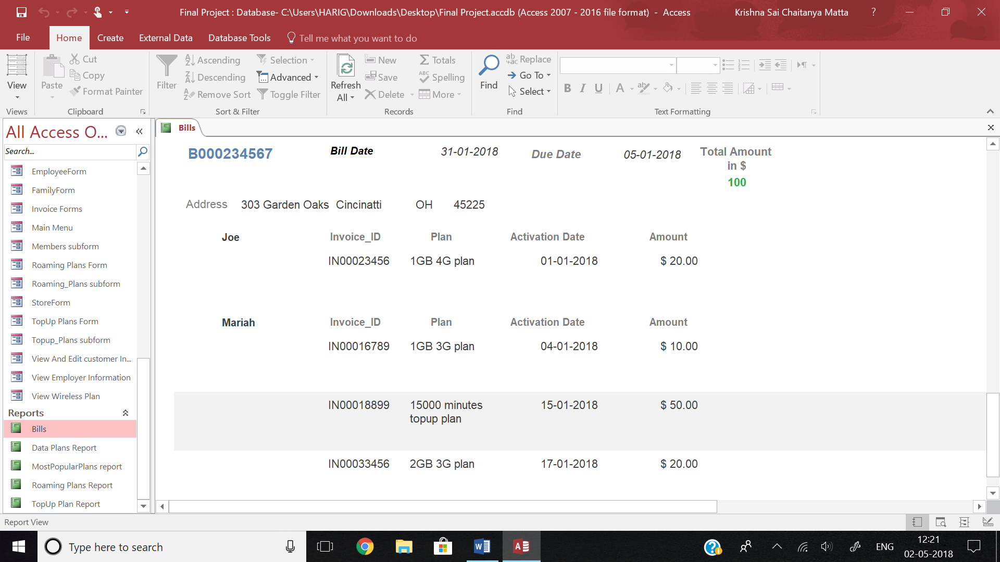 Final Project : Database- C:\Users\HARIG\Downloads\Desktop\Final Project.accdb (Access 2007 - 2016 file format) - Access
Krishna Sai Chaitanya Matta
?
File
Home
Create
External Data
Database Tools
Tell me what you want to do
View
Views
Paste
Cut
Copy
Format Painter
Clipboard
Filter
Ascending
Descending
Remove Sort
Selection
Advanced
Toggle Filter
Sort & Filter
Refresh
All
New
Save
Delete
Totals
Spelling
More
Records
Find
Replace
Go To
Select
Find
B I U A
Text Formatting
All Access O...
Search...
EmployeeForm
FamilyForm
Invoice Forms
Main Menu
Members subform
Roaming Plans Form
Roaming_Plans subform
StoreForm
TopUp Plans Form
Topup_Plans subform
View And Edit customer In...
View Employer Information
View Wireless Plan
Reports
Bills
Data Plans Report
MostPopularPlans report
Roaming Plans Report
TopUp Plan Report
Bills
B000234567 Bill Date 31-01-2018 Due Date 05-01-2018 Total Amount
in $
100
Address 303 Garden Oaks Cincinatti OH 45225
Joe Invoice_ID Plan Activation Date Amount
IN00023456 1GB 4G plan 01-01-2018 $ 20.00
Mariah Invoice_ID Plan Activation Date Amount
IN00016789 1GB 3G plan 04-01-2018 $ 10.00
IN00018899 15000 minutes 15-01-2018 $ 50.00
topup plan
IN00033456 2GB 3G plan 17-01-2018 $ 20.00
Report View
Type here to search
ENG
12:21
02-05-2018